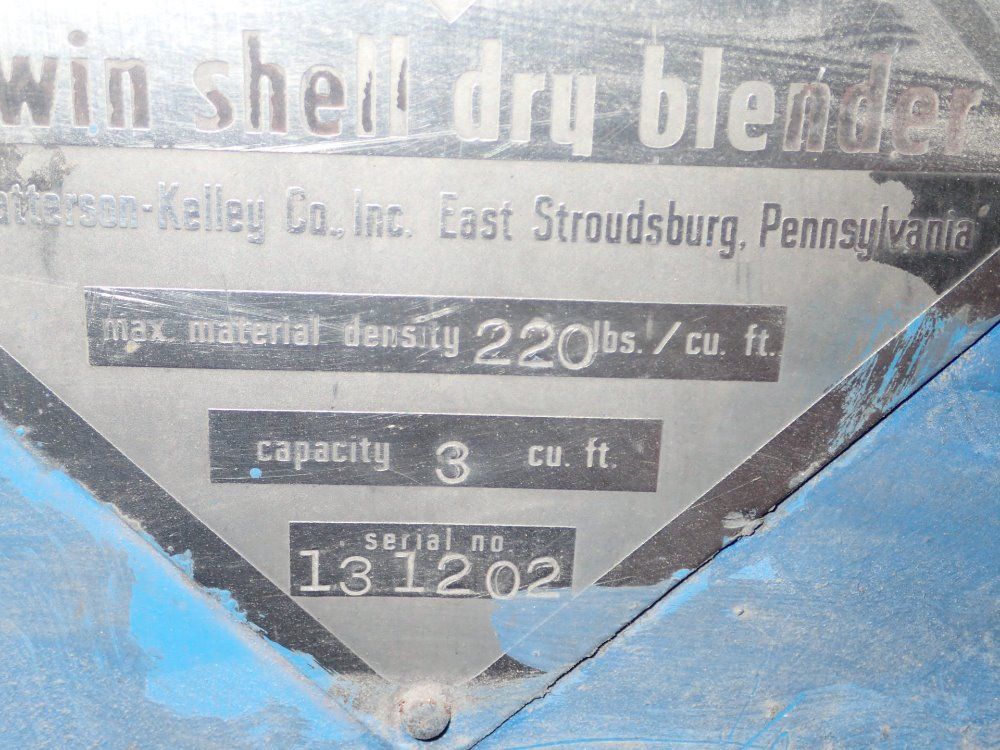 win shell dry blender
atterson-Kelley Co., Inc. East Stroudsburg, Pennsylvania
max. material density 220 lbs. / cu. ft.
capacity 3 cu. ft.
serial no.
131202